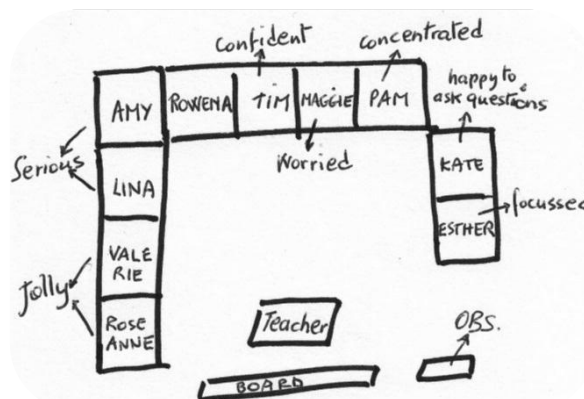 confident
concentrated
happy to
ask questions
AMY
ROWENA
TIM
MAGGIE
PAM
Serious
Worried
KATE
LINA
ESTHER
focussed
VALE
RIE
Jolly
ROSE
ANNE
Teacher
OBS.
BOARD